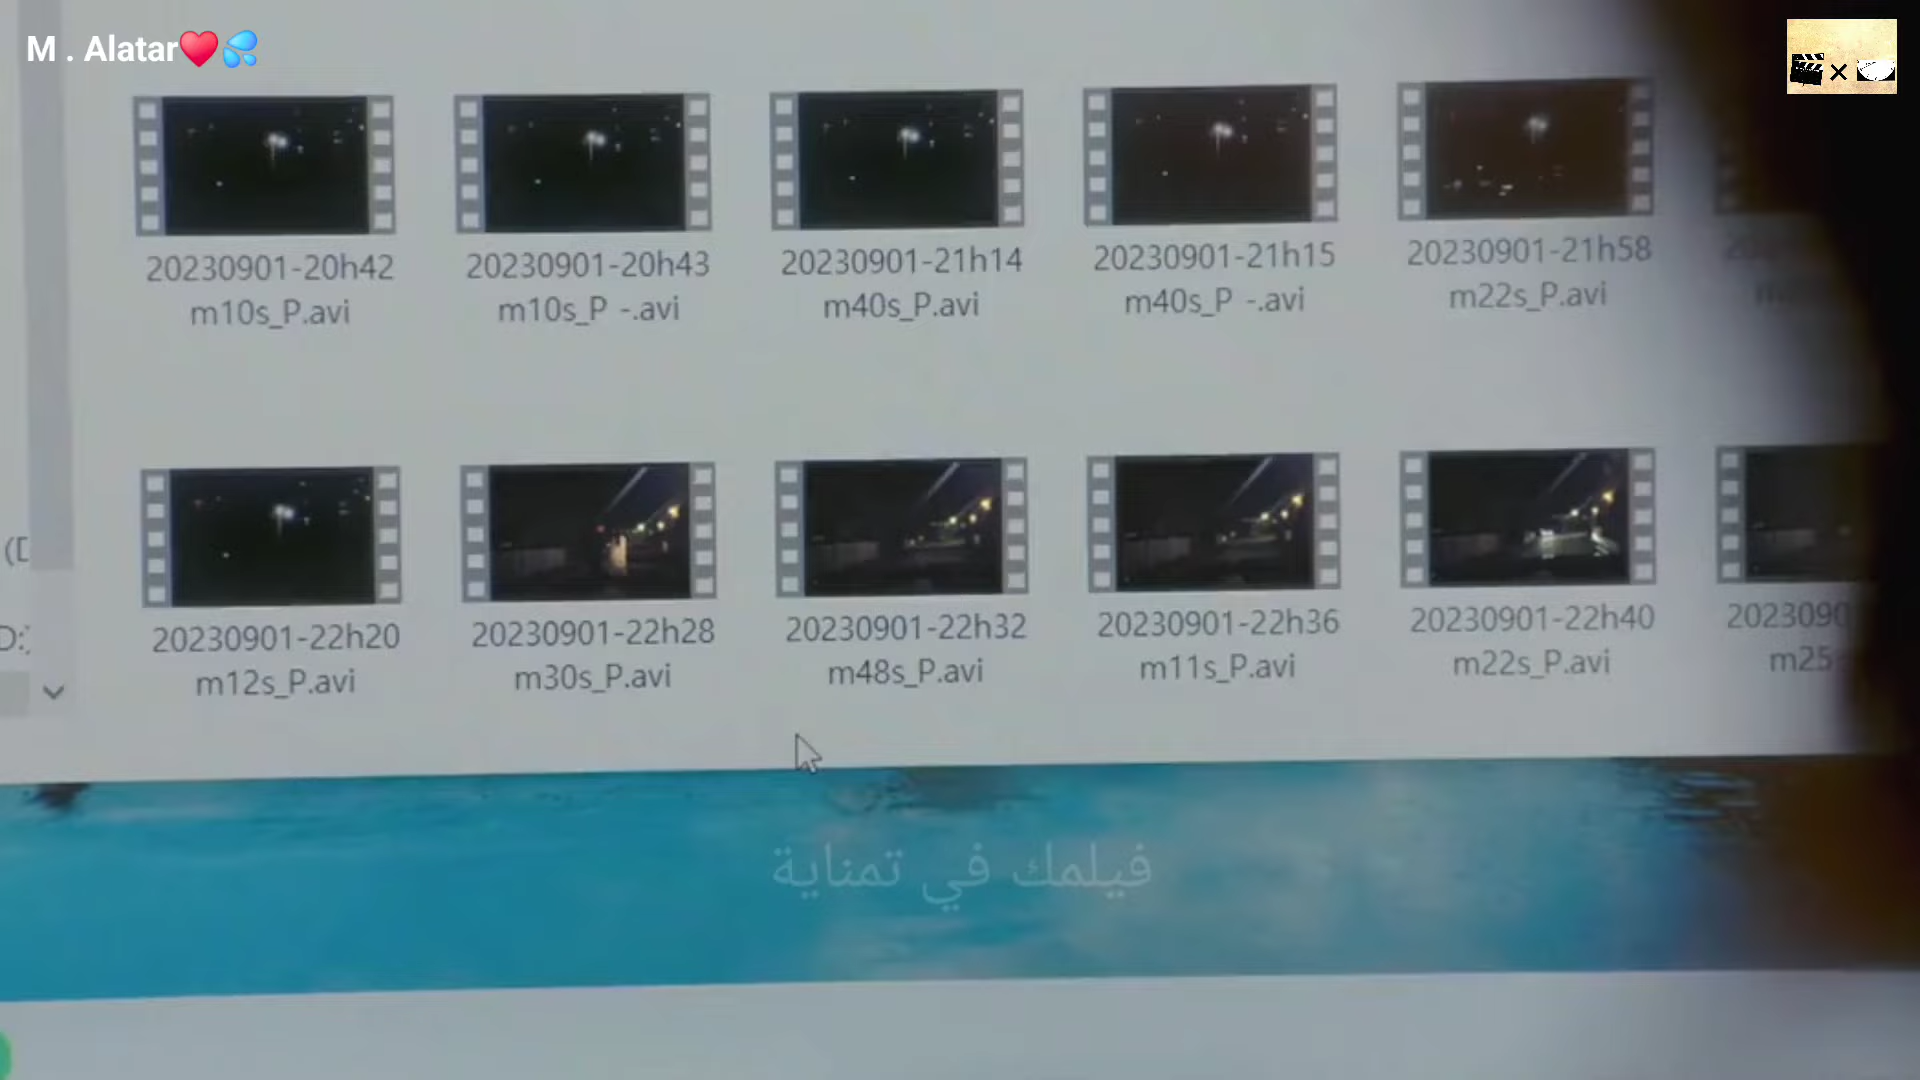 M . Alatar❤️💦
20230901-20h42
m10s_P.avi
20230901-20h43
m10s_P -.avi
20230901-21h14
m40s_P.avi
20230901-21h15
m40s_P -.avi
20230901-21h58
m22s_P.avi
20230901-22h20
m12s_P.avi
20230901-22h28
m30s_P.avi
20230901-22h32
m48s_P.avi
20230901-22h36
m11s_P.avi
20230901-22h40
m22s_P.avi
2023090
m25
D:)
فيلمك في تمناية